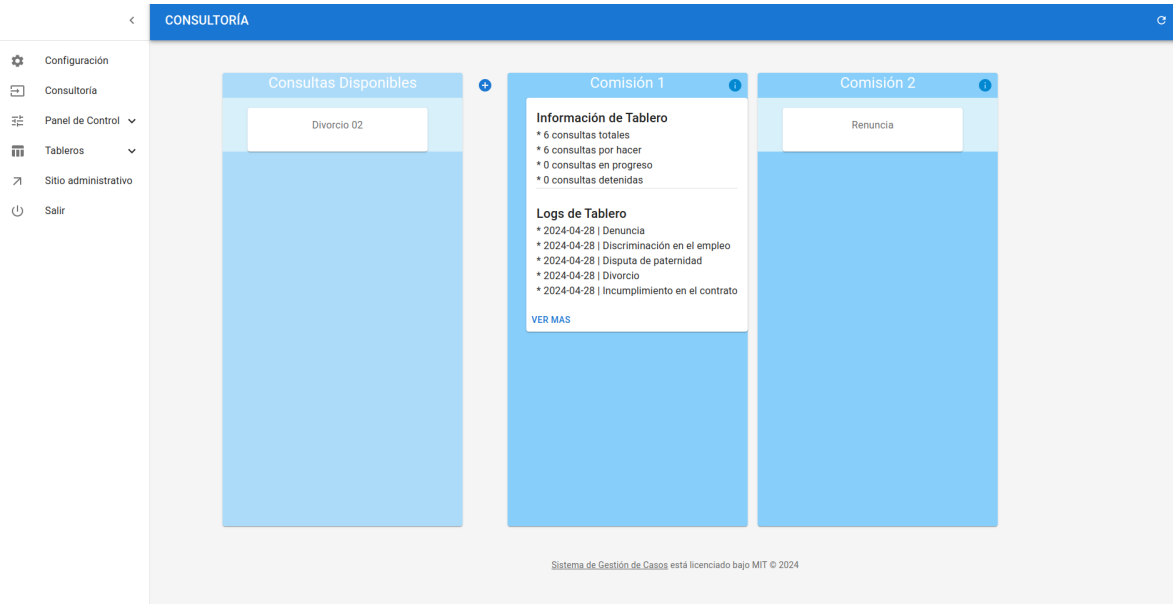 CONSULTORÍA
Configuración
Consultoría
Panel de Control
Tableros
Sitio administrativo
Salir
Consultas Disponibles
Divorcio 02
Comisión 1
Información de Tablero
* 6 consultas totales
* 6 consultas por hacer
* 0 consultas en progreso
* 0 consultas detenidas
Logs de Tablero
* 2024-04-28 | Denuncia
* 2024-04-28 | Discriminación en el empleo
* 2024-04-28 | Disputa de paternidad
* 2024-04-28 | Divorcio
* 2024-04-28 | Incumplimiento en el contrato
VER MAS
Comisión 2
Renuncia
Sistema de Gestión de Casos está licenciado bajo MIT © 2024